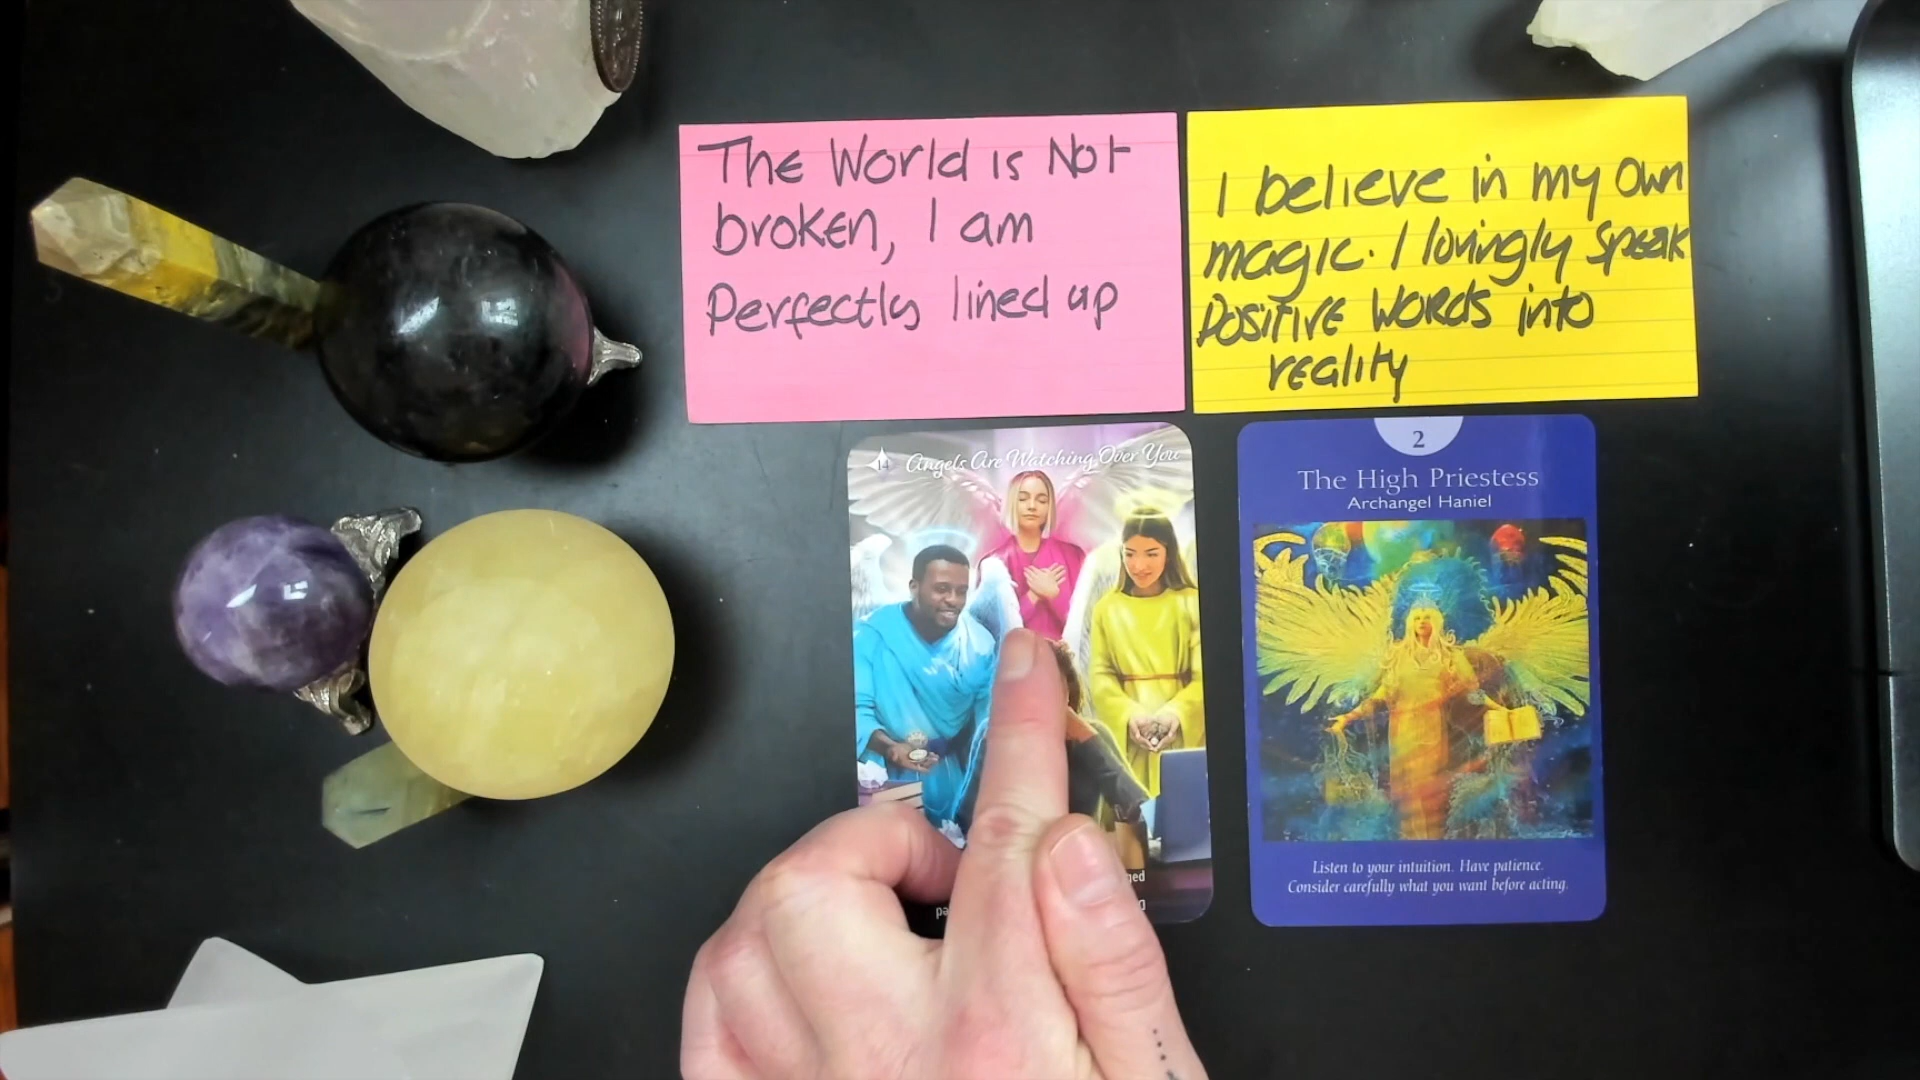 The World is Not
broken, I am
Perfectly lined up
I believe in my own
magic. I lovingly speak
positive words into
reality
14
Angels Are Watching Over You
2
The High Priestess
Archangel Haniel
Listen to your intuition. Have patience.
Consider carefully what you want before acting.